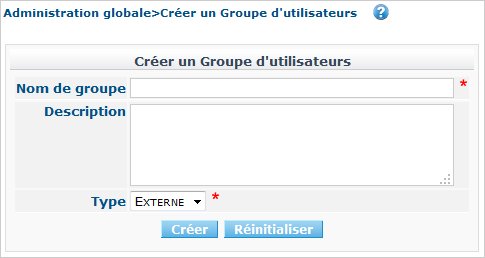 Administration globale>Créer un Groupe d'utilisateurs ?
Créer un Groupe d'utilisateurs
Nom de groupe *
Description
Type EXTERNE *
Créer Réinitialiser